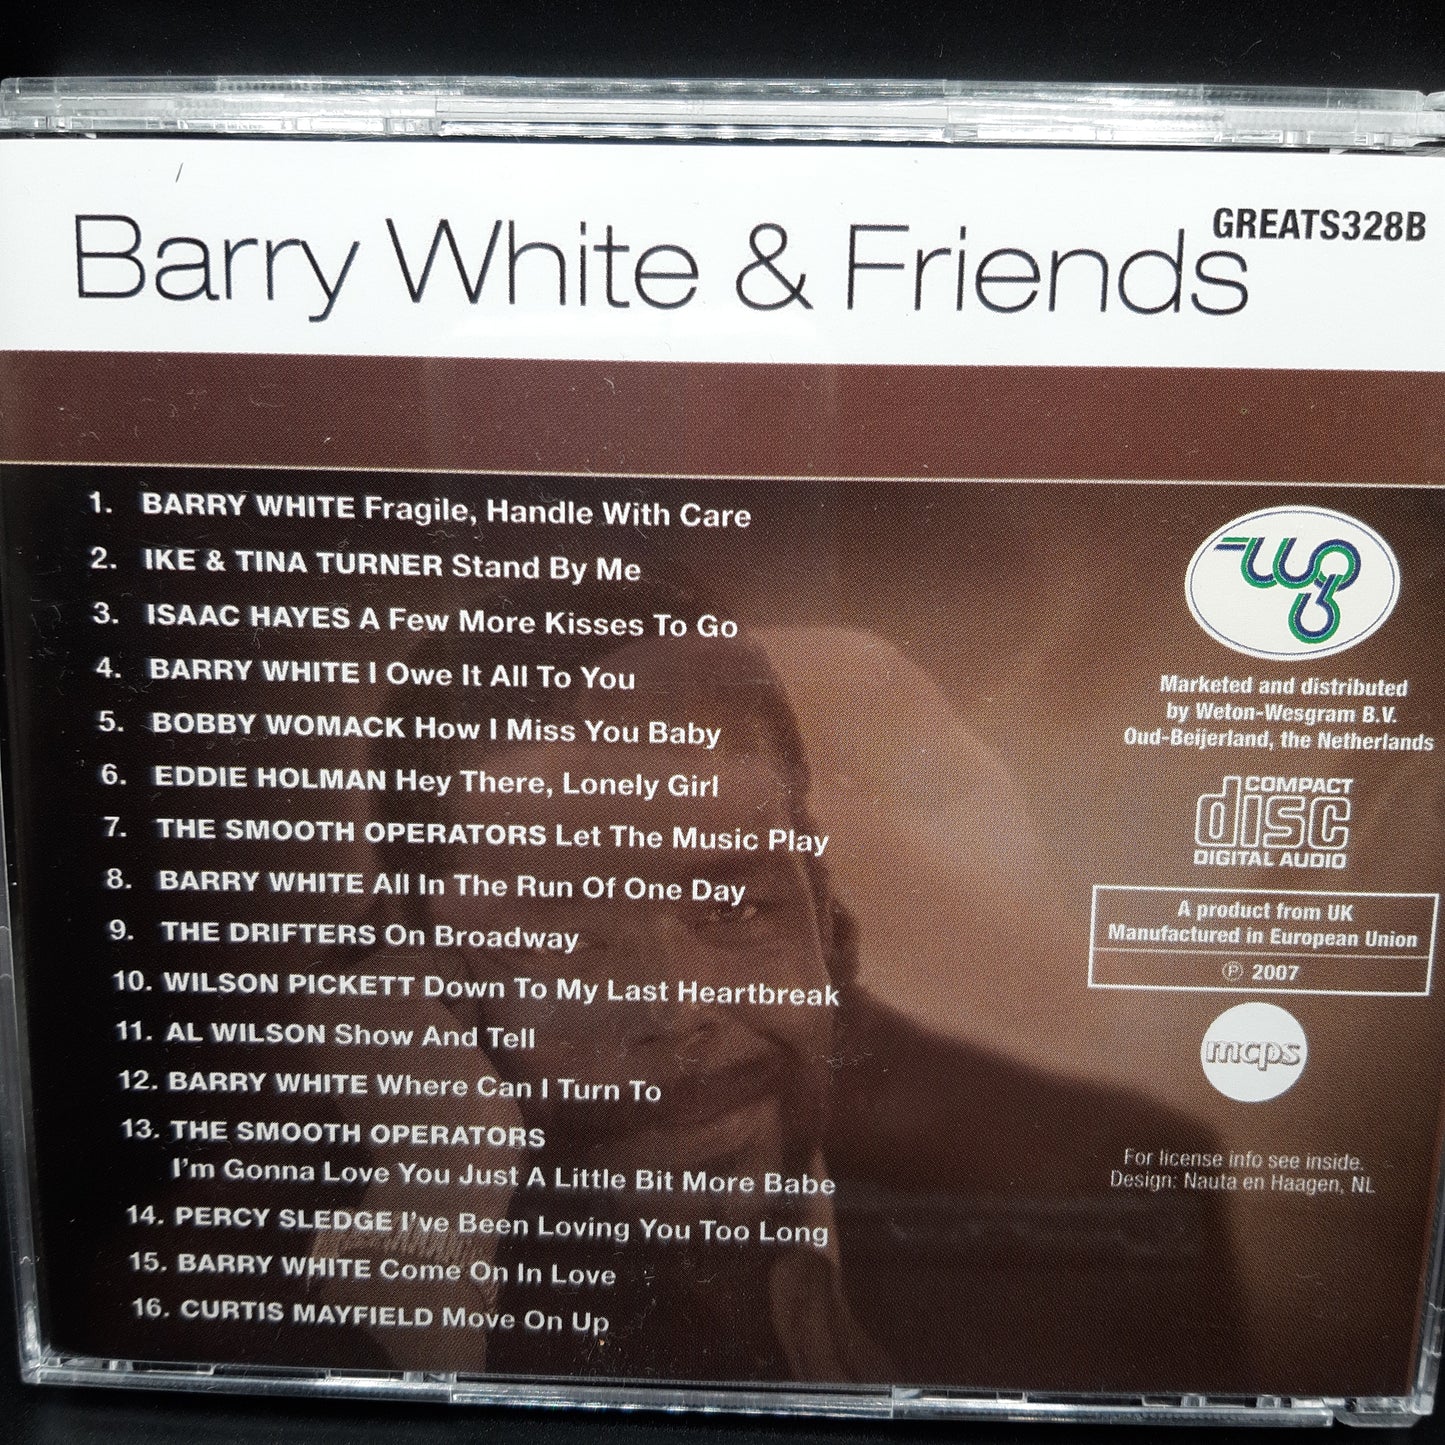 Barry White & Friends
GREATS328B
1. BARRY WHITE Fragile, Handle With Care
2. IKE & TINA TURNER Stand By Me
3. ISAAC HAYES A Few More Kisses To Go
4. BARRY WHITE I Owe It All To You
5. BOBBY WOMACK How I Miss You Baby
6. EDDIE HOLMAN Hey There, Lonely Girl
7. THE SMOOTH OPERATORS Let The Music Play
8. BARRY WHITE All In The Run Of One Day
9. THE DRIFTERS On Broadway
10. WILSON PICKETT Down To My Last Heartbreak
11. AL WILSON Show And Tell
12. BARRY WHITE Where Can I Turn To
13. THE SMOOTH OPERATORS
I'm Gonna Love You Just A Little Bit More Babe
14. PERCY SLEDGE I've Been Loving You Too Long
15. BARRY WHITE Come On In Love
16. CURTIS MAYFIELD Move On Up
Marketed and distributed
by Weton-Wesgram B.V.
Oud-Beijerland, the Netherlands
COMPACT
disc
DIGITAL AUDIO
A product from UK
Manufactured in European Union
℗ 2007
mcps
For license info see inside.
Design: Nauta en Haagen, NL